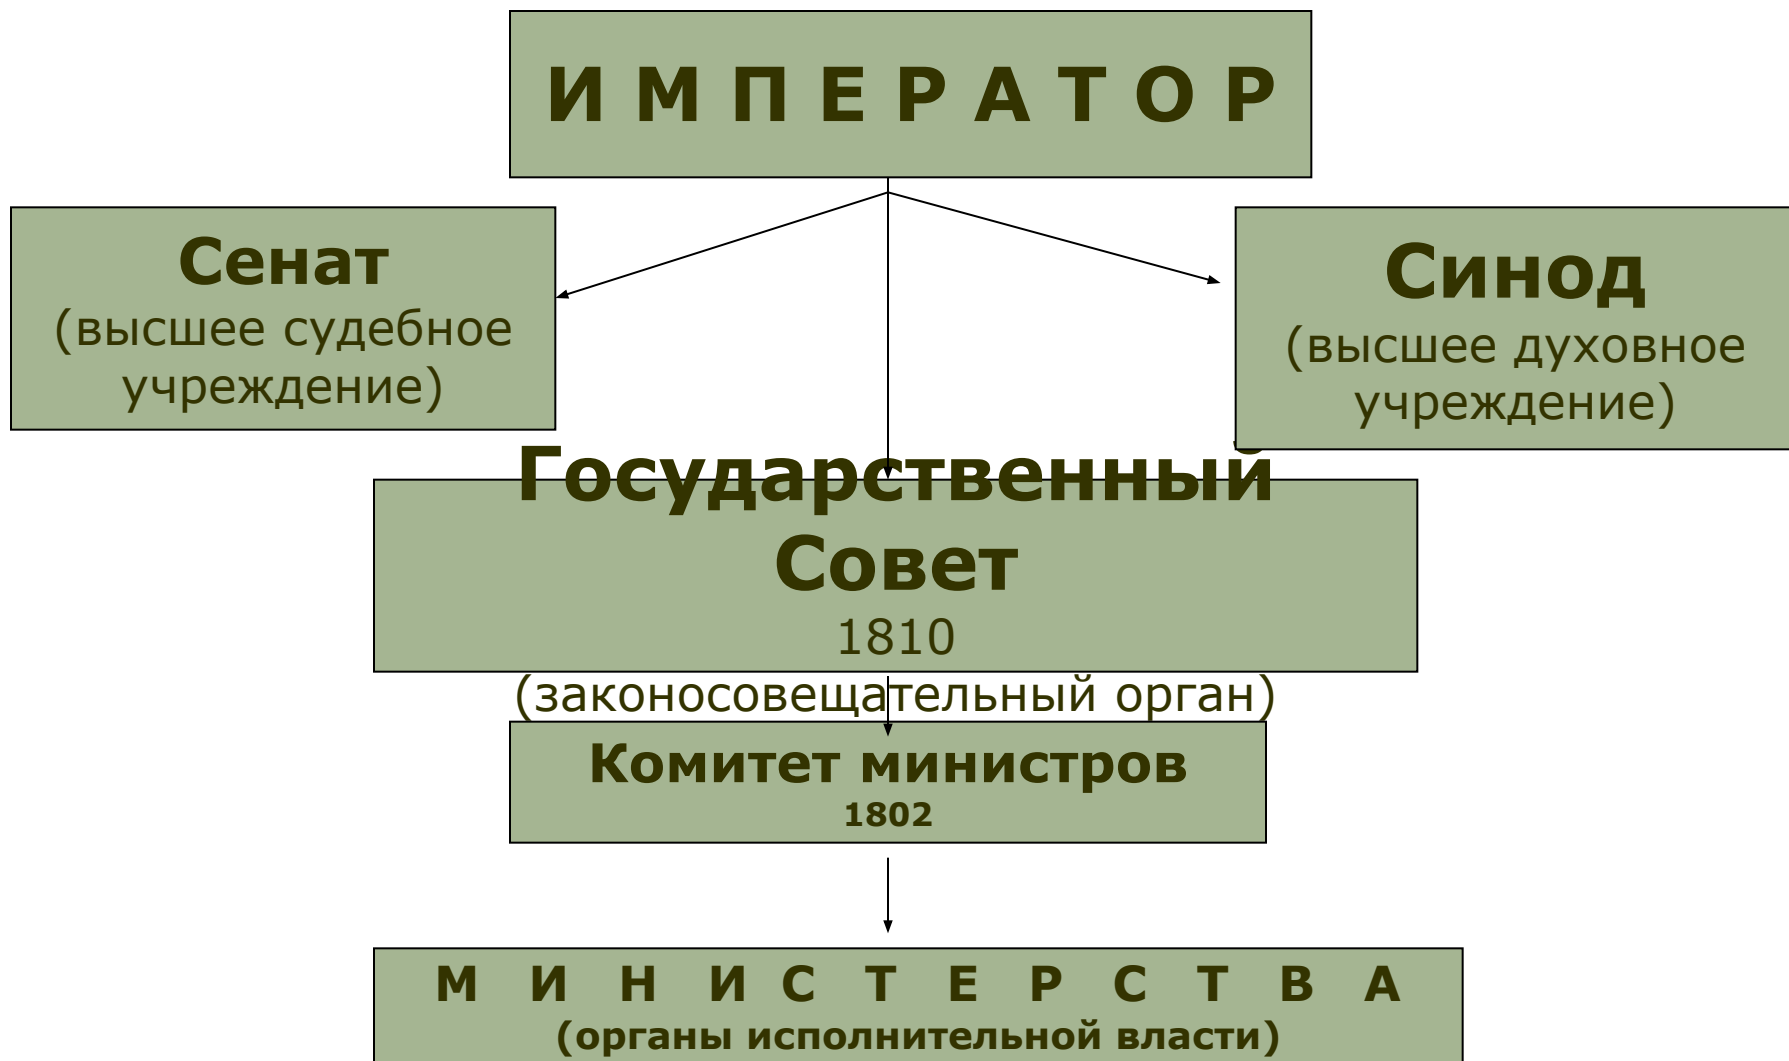 И М П Е Р А Т О Р
Сенат
(высшее судебное
учреждение)
Синод
(высшее духовное
учреждение)
Государственный
Совет
1810
(законосовещательный орган)
Комитет министров
1802
М И Н И С Т Е Р С Т В А
(органы исполнительной власти)